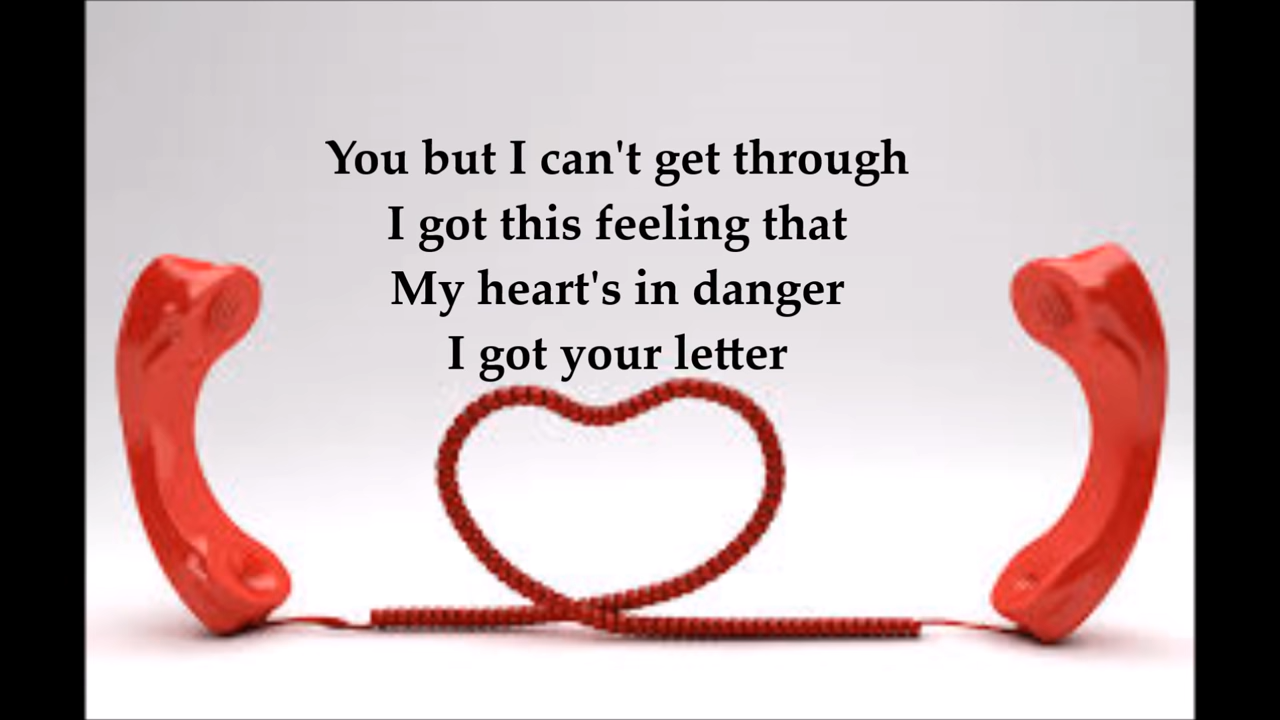 You but I can't get through
I got this feeling that
My heart's in danger
I got your letter